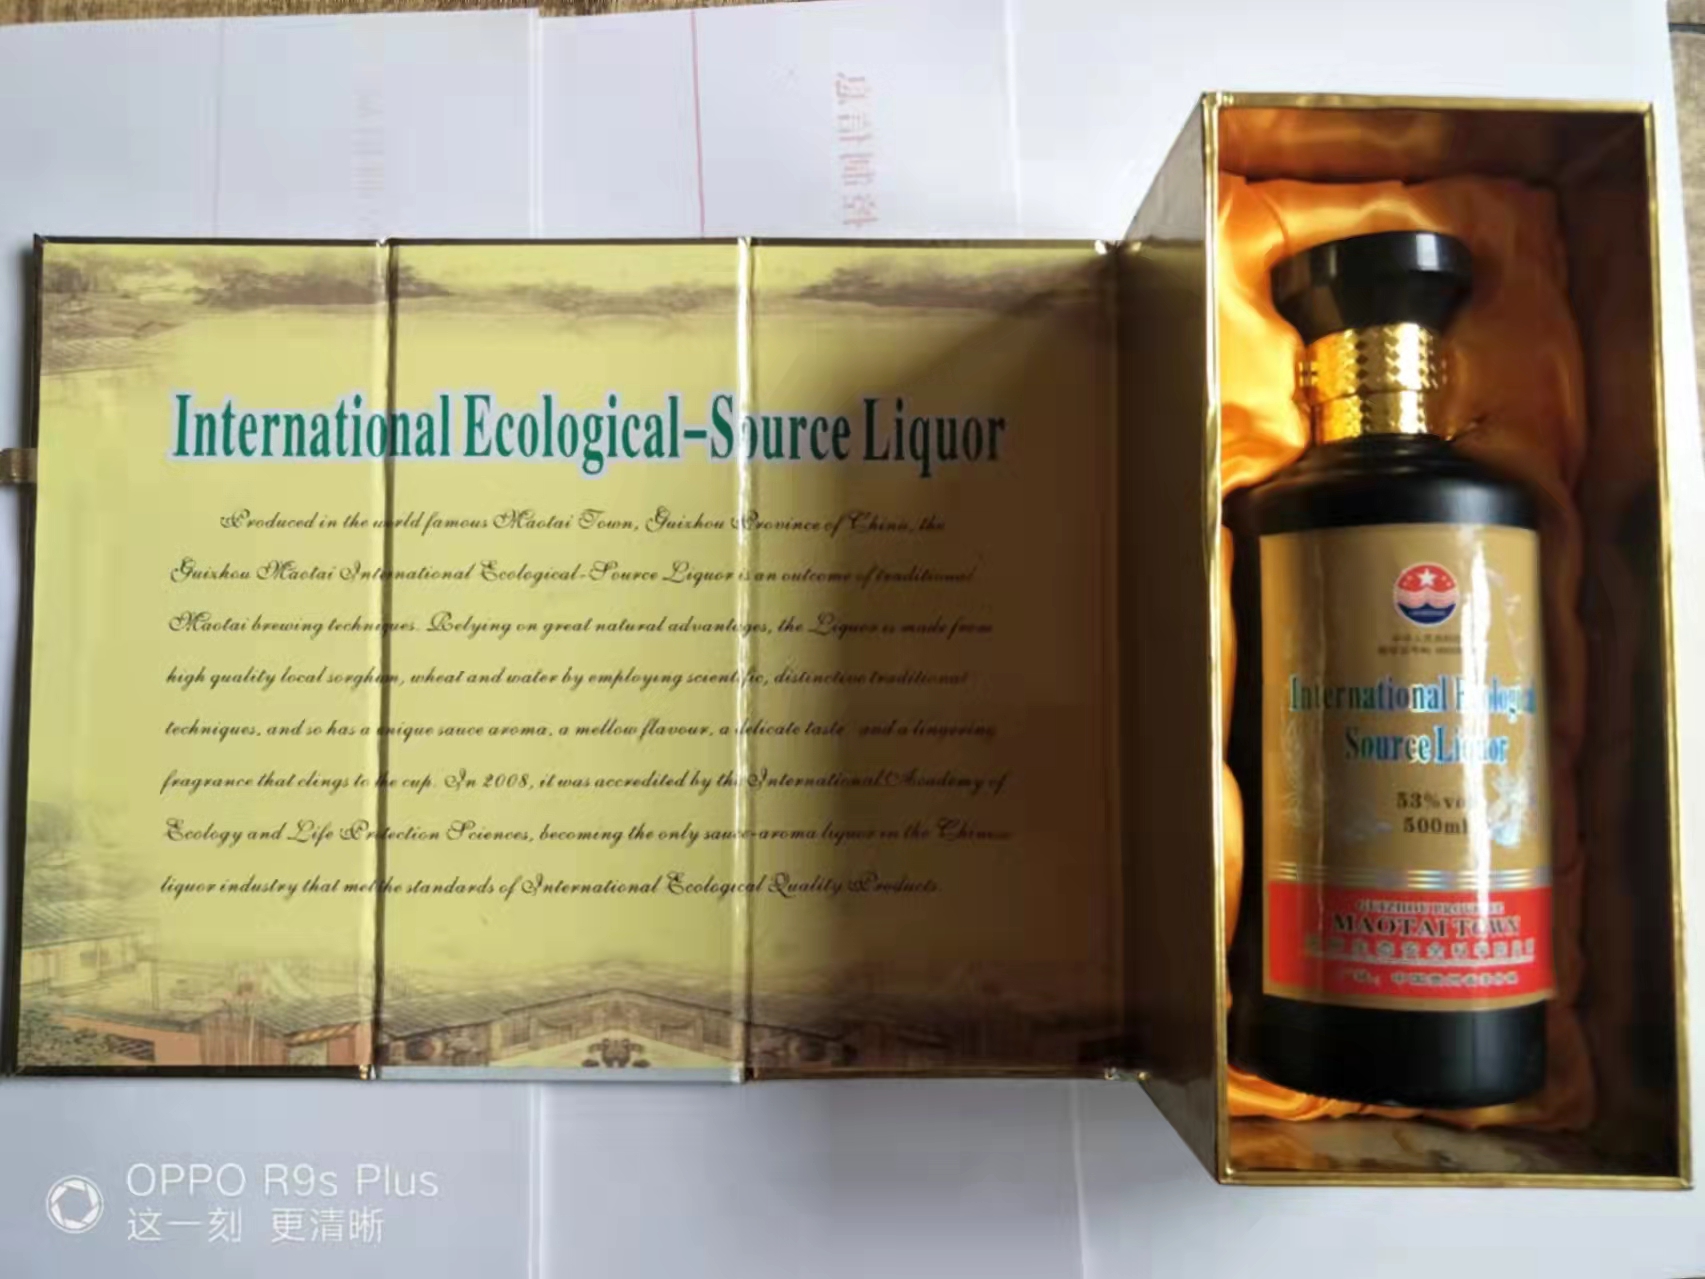 International Ecological-Source Liquor
Produced in the world famous Maotai Town, Guizhou Province of China, the
Guizhou Maotai International Ecological-Source Liquor is an outcome of traditional
Maotai brewing techniques. Relying on great natural advantages, the Liquor is made from
high quality local sorghum, wheat and water by employing scientific, distinctive traditional
techniques, and so has a unique sauce aroma, a mellow flavour, a delicate taste and a lingering
fragrance that clings to the cup. In 2008, it was accredited by the International Academy of
Ecology and Life Protection Sciences, becoming the only sauce-aroma liquor in the Chinese
liquor industry that met the standards of International Ecological Quality Products.
International Ecological
Source Liquor
53% vol
500ml
GUIZHOU PROVINCE
MAOTAI TOWN
OPPO R9s Plus
这一刻 更清晰